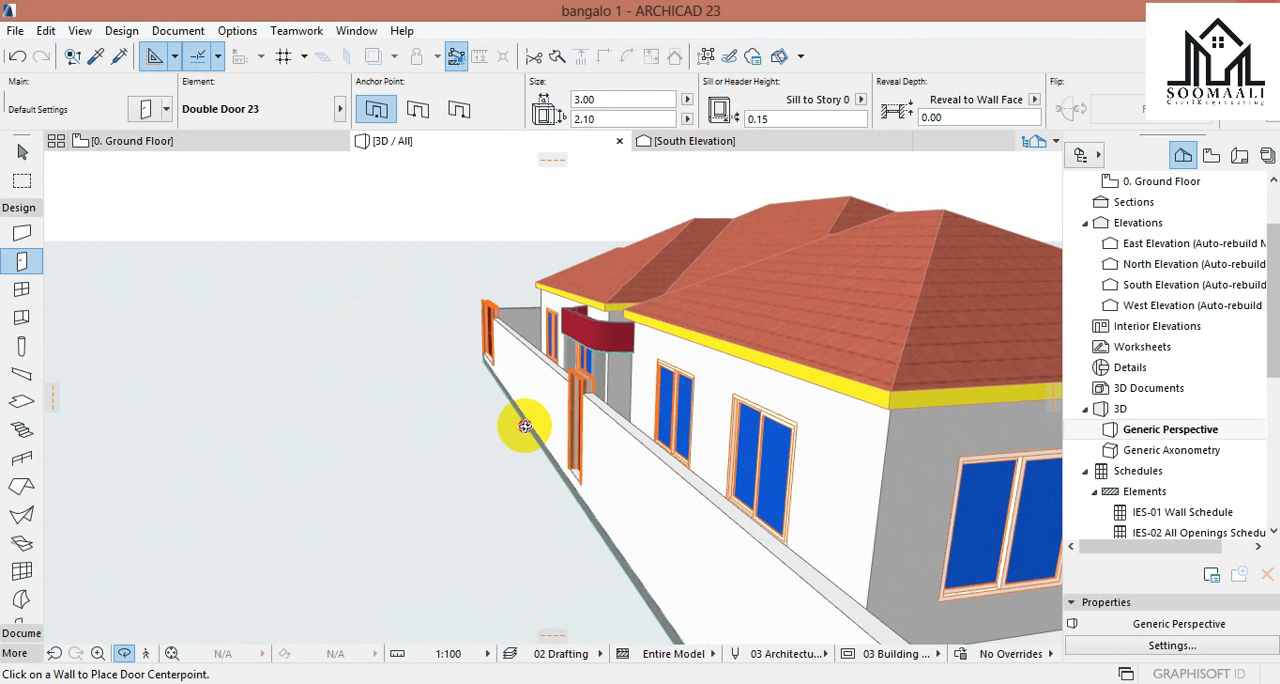 bangalo 1 - ARCHICAD 23
File Edit View Design Document Options Teamwork Window Help
SOOMAALI
Civil Engineering
Main: Element: Anchor Point: Size: Sill or Header Height: Reveal Depth: Flip:
Default Settings Double Door 23 3.00 2.10 Sill to Story 0 0.15 Reveal to Wall Face 0.00
[0. Ground Floor] [3D / All] [South Elevation]
Design
0. Ground Floor
Sections
Elevations
East Elevation (Auto-rebuild M
North Elevation (Auto-rebuild
South Elevation (Auto-rebuild
West Elevation (Auto-rebuild
Interior Elevations
Worksheets
Details
3D Documents
3D
Generic Perspective
Generic Axonometry
Schedules
Elements
IES-01 Wall Schedule
IES-02 All Openings Schedu
Properties
Generic Perspective
Settings...
Docume
More N/A N/A 1:100 02 Drafting Entire Model 03 Architectu... 03 Building ... No Overrides
Click on a Wall to Place Door Centerpoint. GRAPHISOFT ID